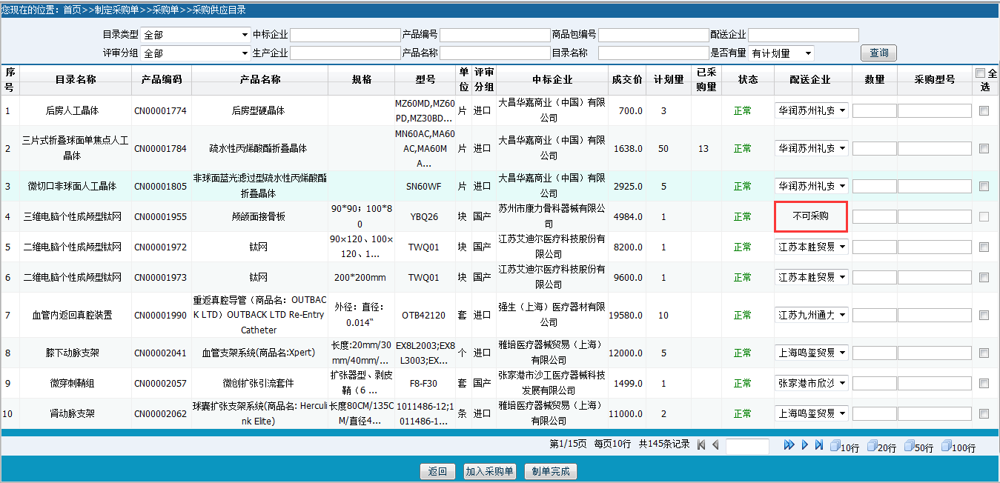 您现在的位置：首页>>制定采购单>>采购单>>采购供应目录
目录类型 全部 中标企业 产品编号 商品包编号 配送企业
评审分组 全部 生产企业 产品名称 目录名称 是否有量 有计划量 查询
序号 目录名称 产品编码 产品名称 规格 型号 单位 评审分组 中标企业 成交价 计划量 已采购量 状态 配送企业 数量 采购型号 全选
1 后房人工晶体 CN00001774 后房型硬晶体 MZ60MD,MZ60PD,MZ30BD... 片 进口 大昌华嘉商业（中国）有限公司 700.0 3 正常 华润苏州礼安
2 三片式折叠球面单焦点人工晶体 CN00001784 疏水性丙烯酸酯折叠晶体 MN60AC,MA60AC,MA60MA... 片 进口 大昌华嘉商业（中国）有限公司 1638.0 50 13 正常 华润苏州礼安
3 微切口非球面人工晶体 CN00001805 非球面蓝光滤过型疏水性丙烯酸酯折叠晶体 SN60WF 片 进口 大昌华嘉商业（中国）有限公司 2925.0 5 正常 华润苏州礼安
4 三维电脑个性成颅型钛网 CN00001955 颅颌面接骨板 90*90；100*80 YBQ26 块 国产 苏州市康力骨科器械有限公司 4984.0 1 正常 不可采购
5 二维电脑个性成颅型钛网 CN00001972 钛网 90×120、100×120、1... TWQ01 块 国产 江苏艾迪尔医疗科技股份有限公司 8200.0 1 正常 江苏本胜贸易
6 二维电脑个性成颅型钛网 CN00001973 钛网 200*200mm TWQ01 块 国产 江苏艾迪尔医疗科技股份有限公司 9600.0 1 正常 江苏本胜贸易
7 血管内返回真腔装置 CN00001990 重返真腔导管（商品名：OUTBACK LTD）OUTBACK LTD Re-Entry Catheter 外径：直径：0.014“ OTB42120 套 进口 强生（上海）医疗器材有限公司 19580.0 10 正常 江苏九州通力
8 膝下动脉支架 CN00002041 血管支架系统(商品名:Xpert) 长度:20mm/30mm/40mm/... EX8L2003;EX8L3003;EX... 个 进口 雅培医疗器械贸易（上海）有限公司 12000.0 5 正常 上海鸣玺贸易
9 微穿刺鞘组 CN00002057 微创扩张引流套件 扩张器型、剥皮鞘（6 ... F8-F30 套 国产 张家港市沙工医疗器械科技发展有限公司 1499.0 1 正常 张家港市欣沙
10 肾动脉支架 CN00002062 球囊扩张支架系统(商品名: Herculink Elite) 长度80CM/135CM/直径4... 1011486-12;1011486-1... 条 进口 雅培医疗器械贸易（上海）有限公司 11000.0 2 正常 上海鸣玺贸易
第1/15页 每页10行 共145条记录 10行 20行 50行 100行
返回 加入采购单 制单完成